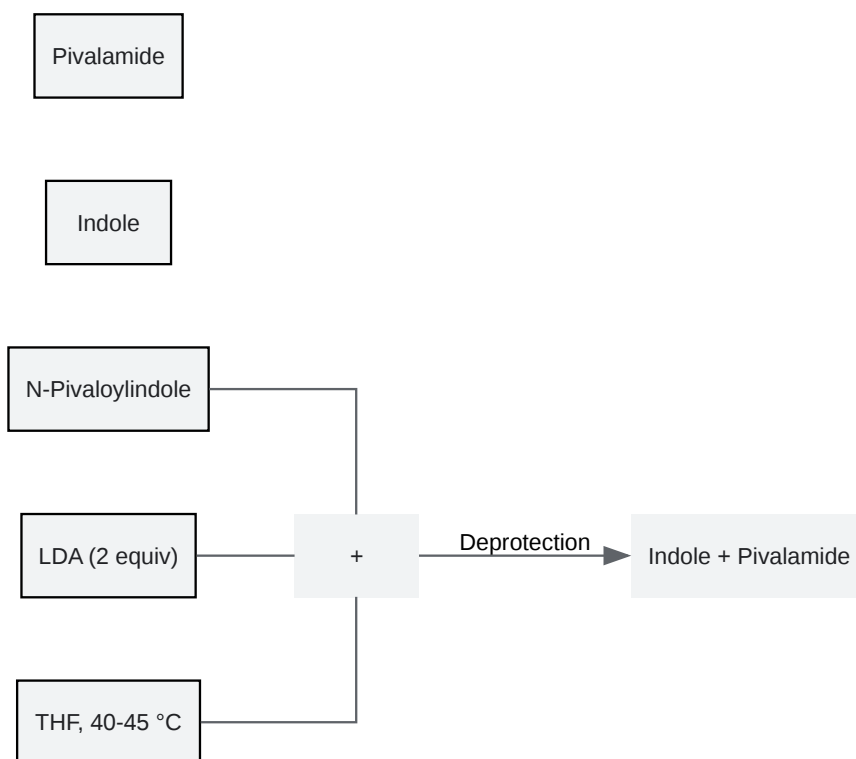 Pivalamide
Indole
N-Pivaloylindole
LDA (2 equiv)
+
Deprotection
Indole + Pivalamide
THF, 40-45 °C